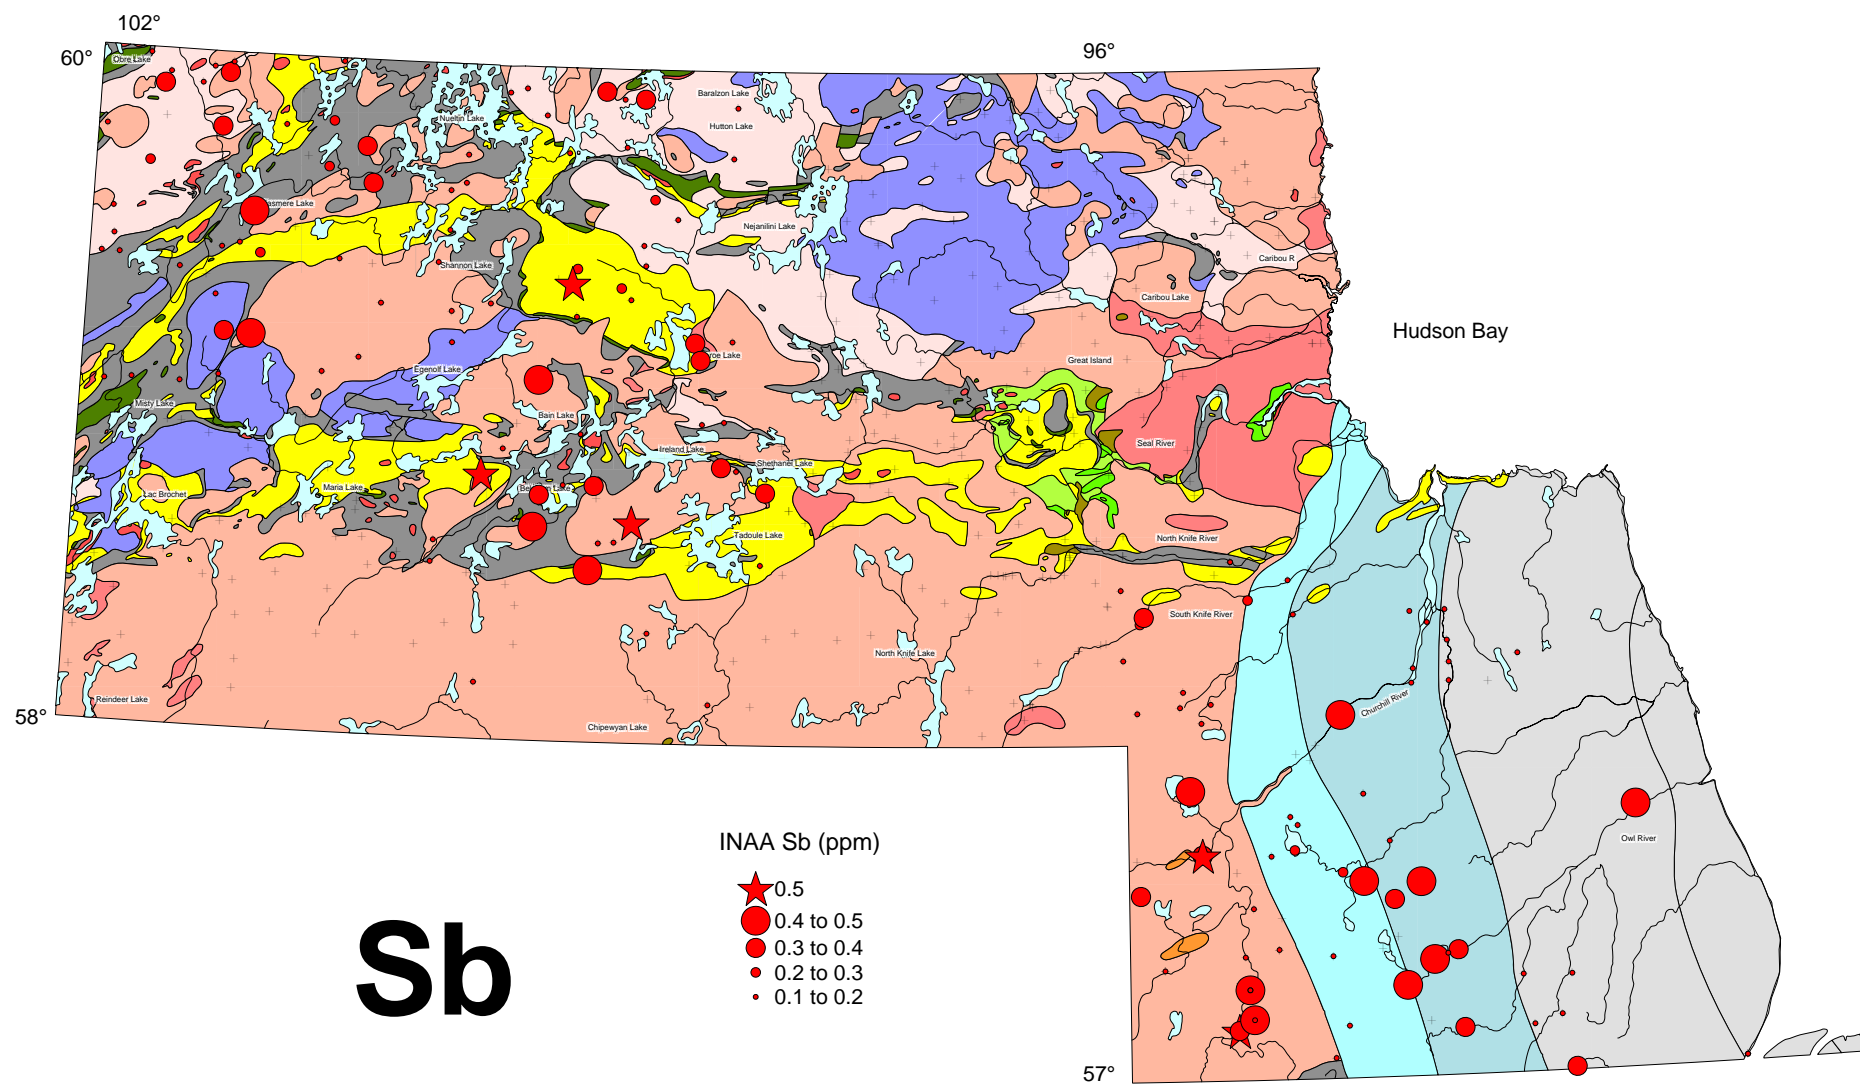 102°
60°
96°
Obre Lake
Baralzon Lake
Nueltin Lake
Hutton Lake
asmere Lake
Nejanilini Lake
Shannon Lake
Caribou R
Caribou Lake
Hudson Bay
roe Lake
Great Island
Egenolf Lake
Misty Lake
Bain Lake
Seal River
Ireland Lake
Shethanei Lake
Maria Lake
Lac Brochet
Lake
Tadoule Lake
North Knife River
South Knife River
North Knife Lake
Reindeer Lake
Churchill River
58°
Chipewyan Lake
Owl River
INAA Sb (ppm)
0.5
0.4 to 0.5
0.3 to 0.4
0.2 to 0.3
0.1 to 0.2
Sb
57°